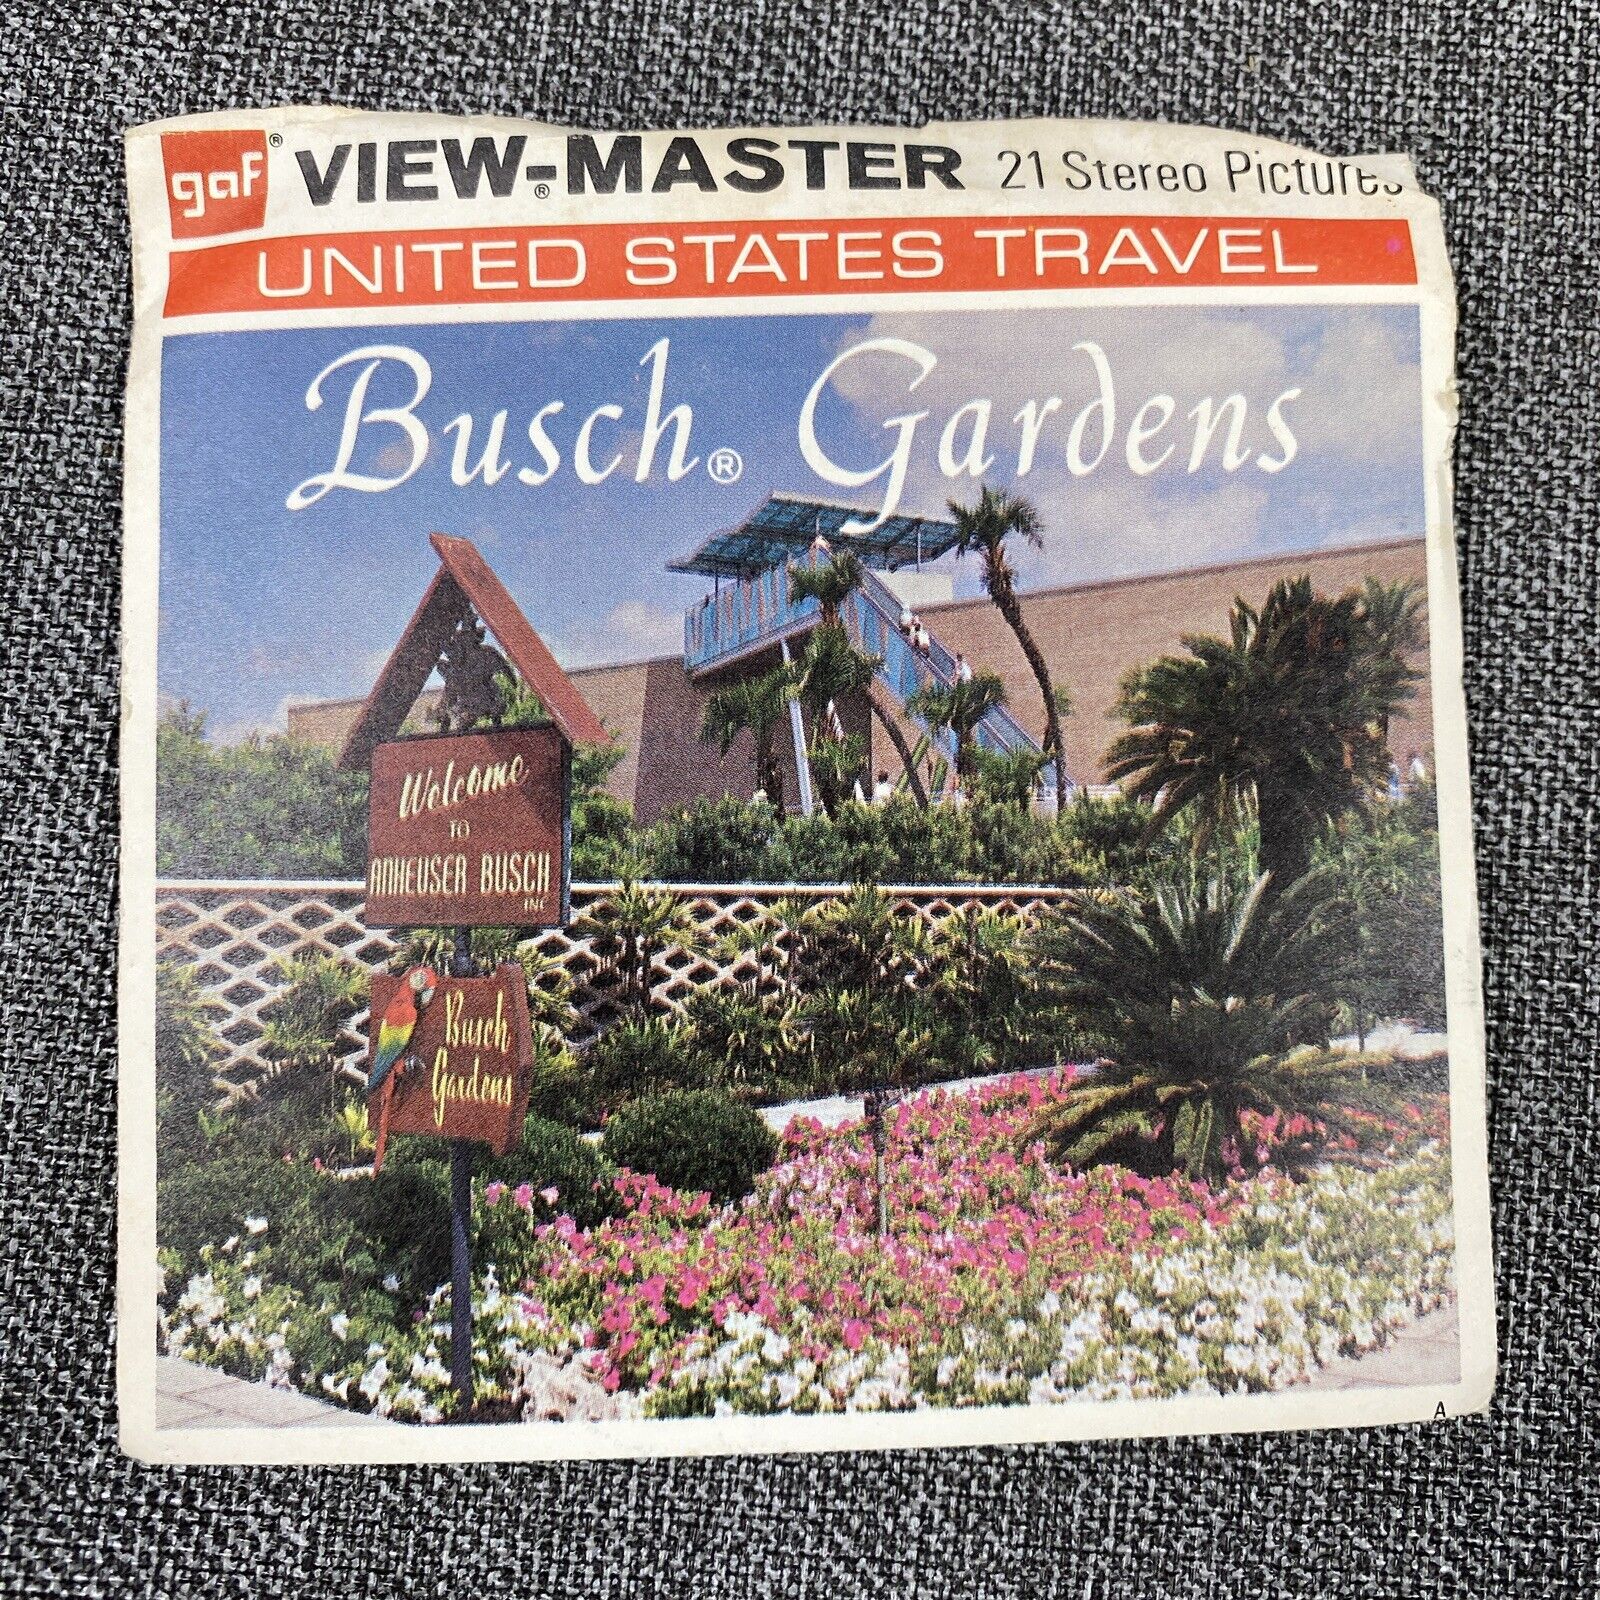 gaf® VIEW-MASTER® 21 Stereo Pictures
UNITED STATES TRAVEL
Busch® Gardens
Welcome
TO
ANHEUSER BUSCH
INC
Busch
Gardens
A